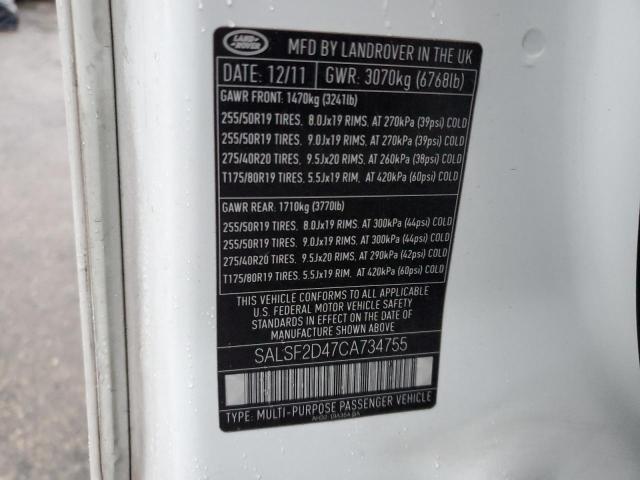 LAND ROVER
MFD BY LANDROVER IN THE UK
DATE: 12/11 GWR: 3070kg (6768lb)
GAWR FRONT: 1470kg (3241lb)
255/50R19 TIRES, 8.0Jx19 RIMS, AT 270kPa (39psi) COLD
255/50R19 TIRES, 9.0Jx19 RIMS, AT 270kPa (39psi) COLD
275/40R20 TIRES, 9.5Jx20 RIMS, AT 260kPa (38psi) COLD
T175/80R19 TIRES, 5.5Jx19 RIM, AT 420kPa (60psi) COLD
GAWR REAR: 1710kg (3770lb)
255/50R19 TIRES, 8.0Jx19 RIMS, AT 300kPa (44psi) COLD
255/50R19 TIRES, 9.0Jx19 RIMS, AT 300kPa (44psi) COLD
275/40R20 TIRES, 9.5Jx20 RIMS, AT 290kPa (42psi) COLD
T175/80R19 TIRES, 5.5Jx19 RIM, AT 420kPa (60psi) COLD
THIS VEHICLE CONFORMS TO ALL APPLICABLE
U.S. FEDERAL MOTOR VEHICLE SAFETY
STANDARDS IN EFFECT ON THE DATE OF
MANUFACTURE SHOWN ABOVE.
SALSF2D47CA734755
TYPE: MULTI-PURPOSE PASSENGER VEHICLE